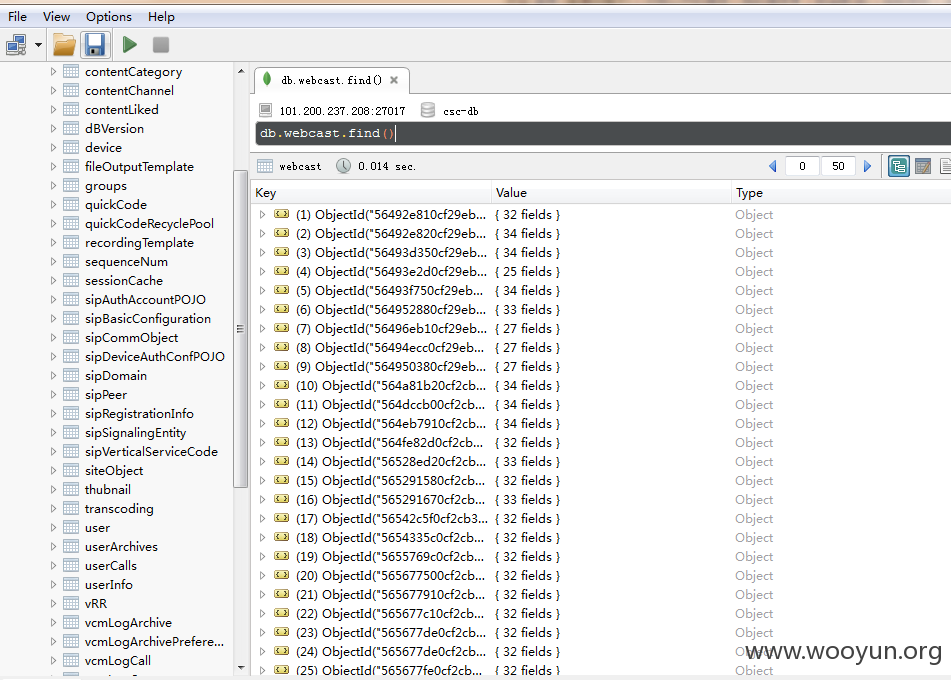 File View Options Help
contentCategory
contentChannel
contentLiked
dBVersion
device
fileOutputTemplate
groups
quickCode
quickCodeRecyclePool
recordingTemplate
sequenceNum
sessionCache
sipAuthAccountPOJO
sipBasicConfiguration
sipCommObject
sipDeviceAuthConfPOJO
sipDomain
sipPeer
sipRegistrationInfo
sipSignalingEntity
sipVerticalServiceCode
siteObject
thubnail
transcoding
user
userArchives
userCalls
userInfo
vRR
vcmLogArchive
vcmLogArchivePrefere...
vcmLogCall
db.webcast.find()
101.200.237.208:27017 csc-db
db.webcast.find()
webcast 0.014 sec. 0 50
Key Value Type
(1) ObjectId("56492e810cf29eb... { 32 fields } Object
(2) ObjectId("56492e820cf29eb... { 34 fields } Object
(3) ObjectId("56493d350cf29eb... { 34 fields } Object
(4) ObjectId("56493e2d0cf29eb... { 25 fields } Object
(5) ObjectId("56493f750cf29eb... { 34 fields } Object
(6) ObjectId("564952880cf29eb... { 33 fields } Object
(7) ObjectId("56496eb10cf29eb... { 27 fields } Object
(8) ObjectId("56494ecc0cf29eb... { 27 fields } Object
(9) ObjectId("564950380cf29eb... { 27 fields } Object
(10) ObjectId("564a81b20cf2cb... { 34 fields } Object
(11) ObjectId("564dccb00cf2cb... { 34 fields } Object
(12) ObjectId("564eb7910cf2cb... { 34 fields } Object
(13) ObjectId("564fe82d0cf2cb... { 32 fields } Object
(14) ObjectId("56528ed20cf2cb... { 33 fields } Object
(15) ObjectId("565291580cf2cb... { 32 fields } Object
(16) ObjectId("565291670cf2cb... { 33 fields } Object
(17) ObjectId("56542c5f0cf2cb3... { 32 fields } Object
(18) ObjectId("5654335c0cf2cb... { 32 fields } Object
(19) ObjectId("5655769c0cf2cb... { 32 fields } Object
(20) ObjectId("565677500cf2cb... { 32 fields } Object
(21) ObjectId("565677910cf2cb... { 32 fields } Object
(22) ObjectId("565677c10cf2cb... { 32 fields } Object
(23) ObjectId("565677de0cf2cb... { 32 fields } Object
(24) ObjectId("565677de0cf2cb... { 32 fields } Object
(25) ObjectId("565677fe0cf2cb... { 32 fields } Object
www.wooyun.org